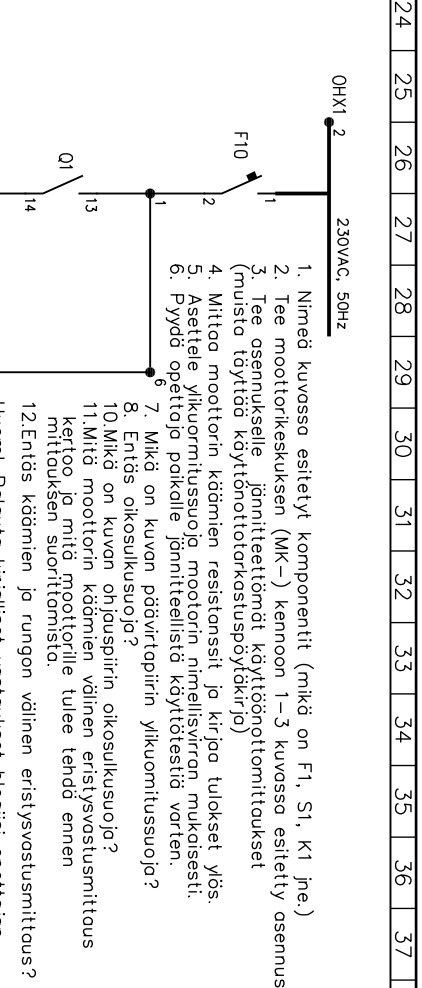 24 25 26 27 28 29 30 31 32 33 34 35 36 37
OHX1 2
230VAC, 50Hz
F10
1
2
1
6
Q1
13
14
1. Nimeä kuvassa esitetyt komponentit (mikä on F1, S1, K1 jne.)
2. Tee moottorikeskuksen (MK-) kennoon 1-3 kuvassa esitetty asennus
3. Tee asennukselle jännitteettömät käyttöönottomittaukset
(muista täyttää käyttönottotarkastuspöytäkirja)
4. Mittaa moottorin käämien resistanssit ja kirjaa tulokset ylös.
5. Asettele ylikuormitussuoja mootorin nimellisvirran mukaisesti.
6. Pyydä opettaja paikalle jännitteellistä käyttötestiä varten.
7. Mikä on kuvan päävirtapiirin ylikuomitussuoja?
8. Entäs oikosulkusuoja?
10.Mikä on kuvan ohjauspiirin oikosulkusuoja?
11.Mitä moottorin käämien välinen eristysvastusmittaus
kertoo ja mitä moottorille tulee tehdä ennen
mittauksen suorittamista.
12.Entäs käämien ja rungon välinen eristysvastusmittaus?